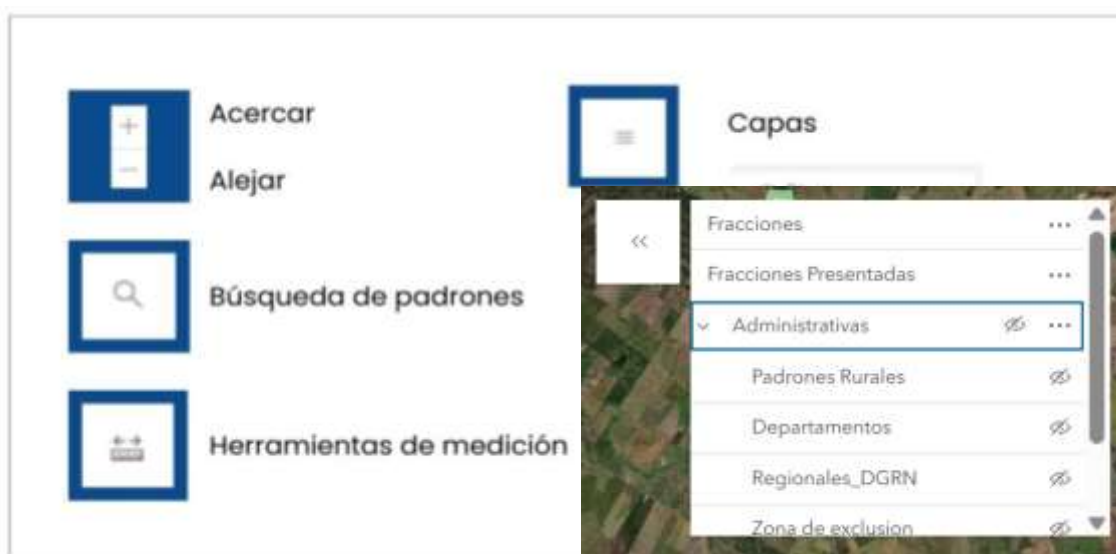 Acercar
Alejar
Búsqueda de padrones
Herramientas de medición
Capas
Fracciones
Fracciones Presentadas
Administrativas
Padrones Rurales
Departamentos
Regionales_DGRN
Zona de exclusion